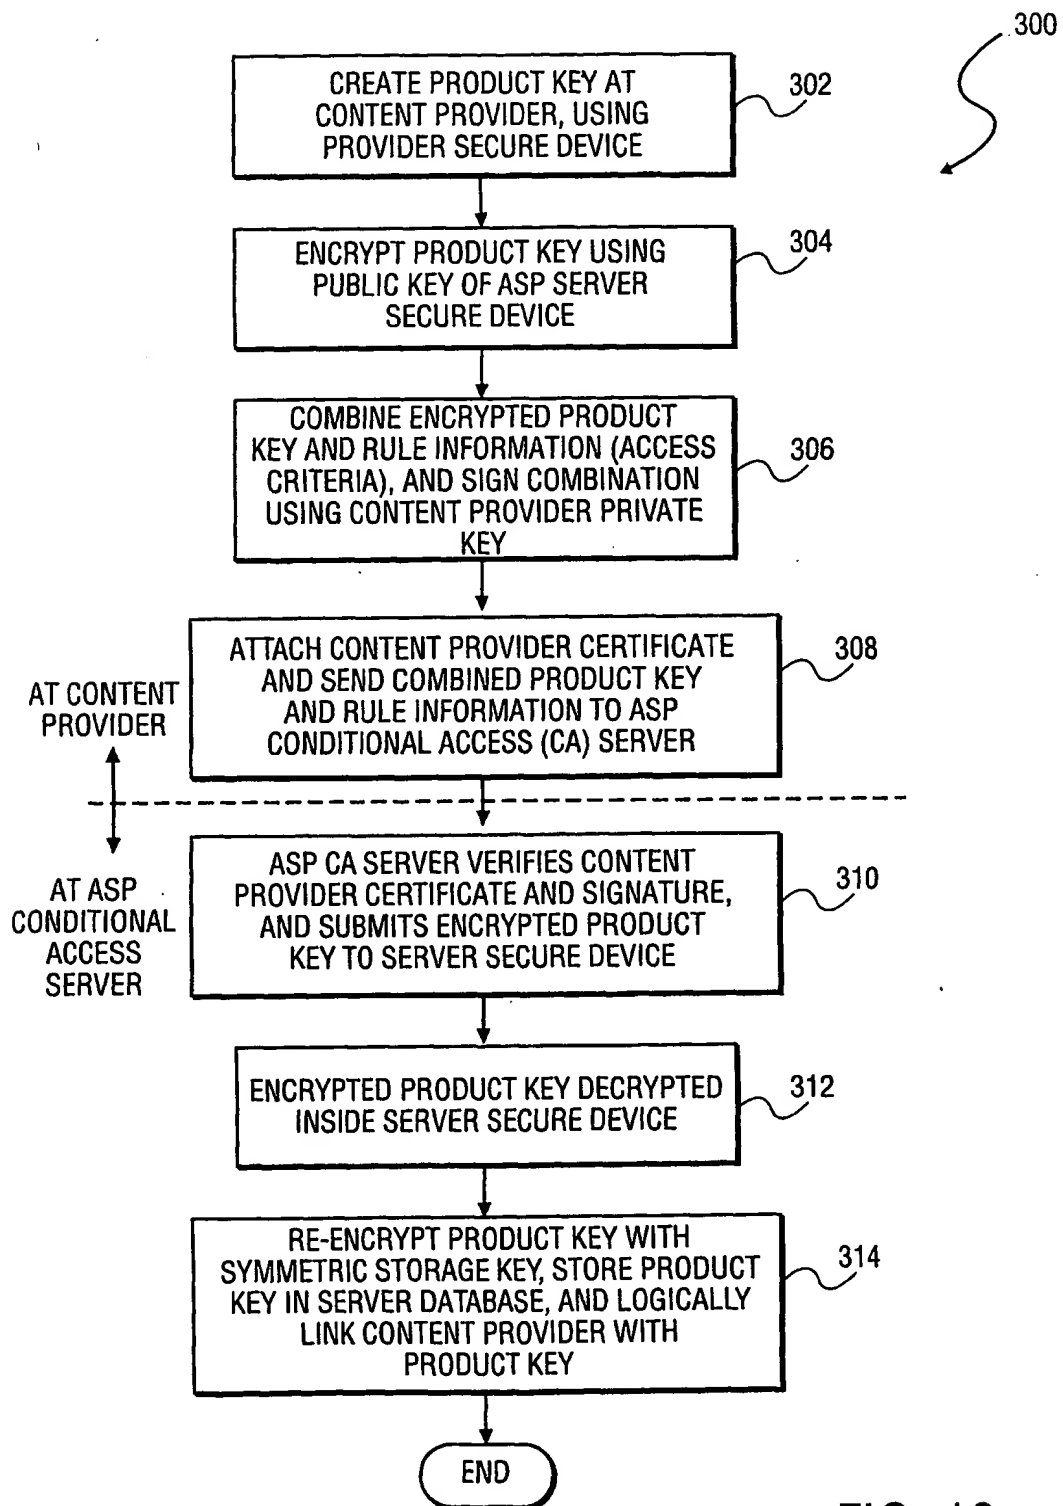 300
CREATE PRODUCT KEY AT
CONTENT PROVIDER, USING
PROVIDER SECURE DEVICE
302
ENCRYPT PRODUCT KEY USING
PUBLIC KEY OF ASP SERVER
SECURE DEVICE
304
COMBINE ENCRYPTED PRODUCT
KEY AND RULE INFORMATION (ACCESS
CRITERIA), AND SIGN COMBINATION
USING CONTENT PROVIDER PRIVATE
KEY
306
ATTACH CONTENT PROVIDER CERTIFICATE
AND SEND COMBINED PRODUCT KEY
AND RULE INFORMATION TO ASP
CONDITIONAL ACCESS (CA) SERVER
308
AT CONTENT
PROVIDER
AT ASP
CONDITIONAL
ACCESS
SERVER
ASP CA SERVER VERIFIES CONTENT
PROVIDER CERTIFICATE AND SIGNATURE,
AND SUBMITS ENCRYPTED PRODUCT
KEY TO SERVER SECURE DEVICE
310
ENCRYPTED PRODUCT KEY DECRYPTED
INSIDE SERVER SECURE DEVICE
312
RE-ENCRYPT PRODUCT KEY WITH
SYMMETRIC STORAGE KEY, STORE PRODUCT
KEY IN SERVER DATABASE, AND LOGICALLY
LINK CONTENT PROVIDER WITH
PRODUCT KEY
314
END